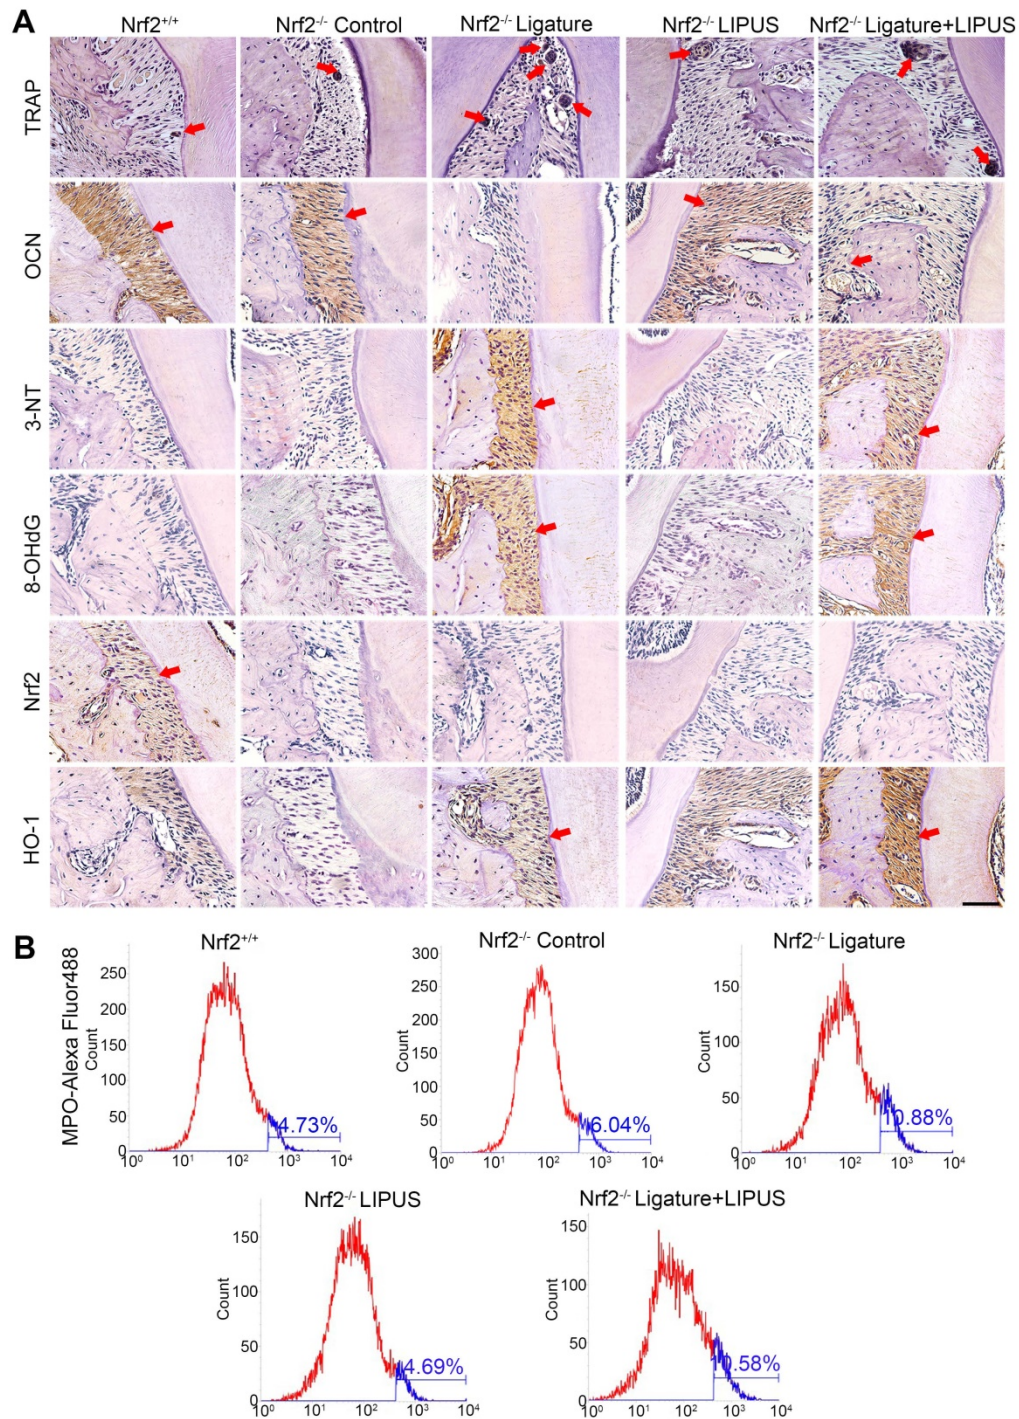 A
Nrf2+/+ Nrf2-/- Control Nrf2-/- Ligature Nrf2-/- LIPUS Nrf2-/- Ligature+LIPUS
TRAP
OCN
3-NT
8-OHdG
Nrf2
HO-1
B
MPO-Alexa Fluor488
Nrf2+/+
Count
250
200
150
100
50
0
4.73%
10⁰ 10¹ 10² 10³ 10⁴
Nrf2-/- Control
Count
300
250
200
150
100
50
0
6.04%
10⁰ 10¹ 10² 10³ 10⁴
Nrf2-/- Ligature
Count
150
100
50
0
0.88%
10⁰ 10¹ 10² 10³ 10⁴
Nrf2-/- LIPUS
Count
150
100
50
0
4.69%
10⁰ 10¹ 10² 10³ 10⁴
Nrf2-/- Ligature+LIPUS
Count
150
100
50
0
0.58%
10⁰ 10¹ 10² 10³ 10⁴